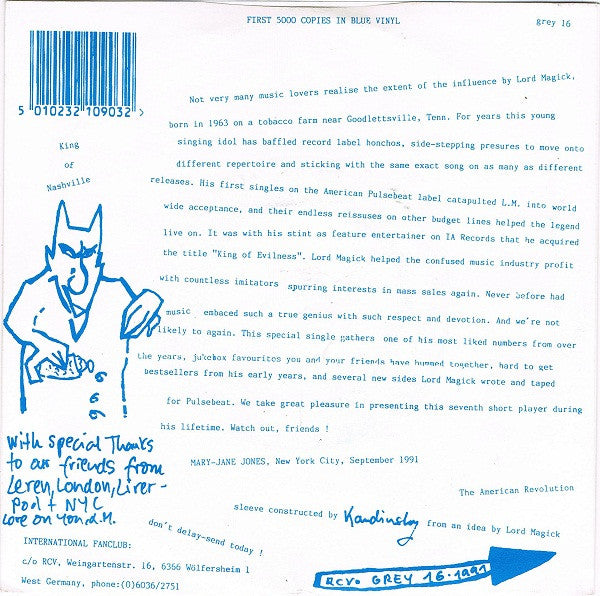 FIRST 5000 COPIES IN BLUE VINYL
grey 16
5 010232 109032 >
King
of
Nashville
Not very many music lovers realise the extent of the influence by Lord Magick,
born in 1963 on a tobacco farm near Goodlettsville, Tenn. For years this young
singing idol has baffled record label honchos, side-stepping presures to move onto
different repertoire and sticking with the same exact song on as many as different
releases. His first singles on the American Pulsebeat label catapulted L.M. into world
wide acceptance, and their endless reissuses on other budget lines helped the legend
live on. It was with his stint as feature entertainer on IA Records that he acquired
the title "King of Evilness". Lord Magick helped the confused music industry profit
with countless imitators spurring interests in mass sales again. Never before had
music embaced such a true genius with such respect and devotion. And we're not
likely to again. This special single gathers one of his most liked numbers from over
the years, jukebox favourites you and your friends have hummed together, hard to get
bestsellers from his early years, and several new sides Lord Magick wrote and taped
for Pulsebeat. We take great pleasure in presenting this seventh short player during
his lifetime. Watch out, friends !
MARY-JANE JONES, New York City, September 1991
The American Revolution
sleeve constructed by Kandinsky from an idea by Lord Magick
666
With Special Thanks
to our friends from
Leren, London, Liver-
pool + NYC
Love on You L.M.
don't delay-send today !
INTERNATIONAL FANCLUB:
c/o RCV, Weingartenstr. 16, 6366 Wölfersheim 1
West Germany, phone:(0)6036/2751
RCVo GREY 16·1991